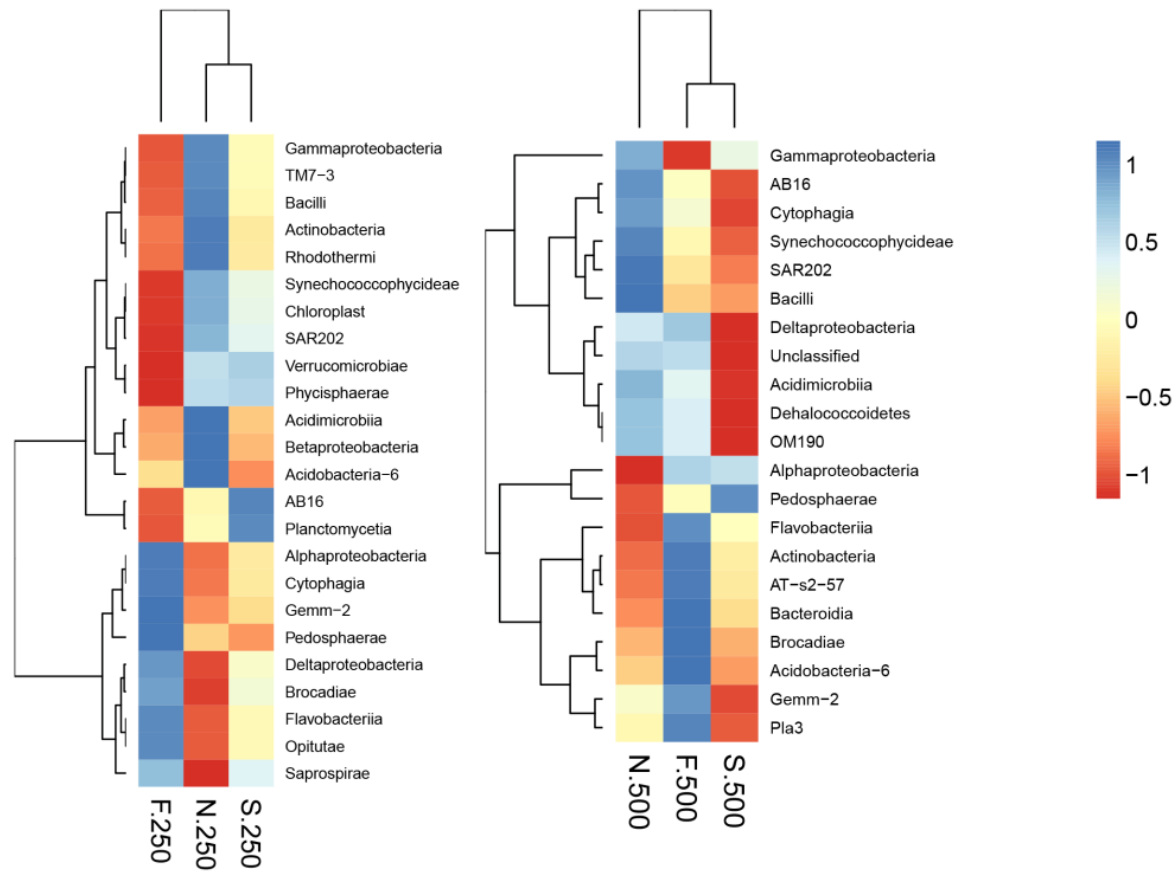 Gammaproteobacteria
TM7-3
Bacilli
Actinobacteria
Rhodothermi
Synechococcophycideae
Chloroplast
SAR202
Verrucomicrobiae
Phycisphaerae
Acidimicrobiia
Betaproteobacteria
Acidobacteria-6
AB16
Planctomycetia
Alphaproteobacteria
Cytophagia
Gemm-2
Pedosphaerae
Deltaproteobacteria
Brocadiae
Flavobacteriia
Opitutae
Saprospirae
F.250
N.250
S.250
Gammaproteobacteria
AB16
Cytophagia
Synechococcophycideae
SAR202
Bacilli
Deltaproteobacteria
Unclassified
Acidimicrobiia
Dehalococcoidetes
OM190
Alphaproteobacteria
Pedosphaerae
Flavobacteriia
Actinobacteria
AT-s2-57
Bacteroidia
Brocadiae
Acidobacteria-6
Gemm-2
Pla3
N.500
F.500
S.500
1
0.5
0
-0.5
-1